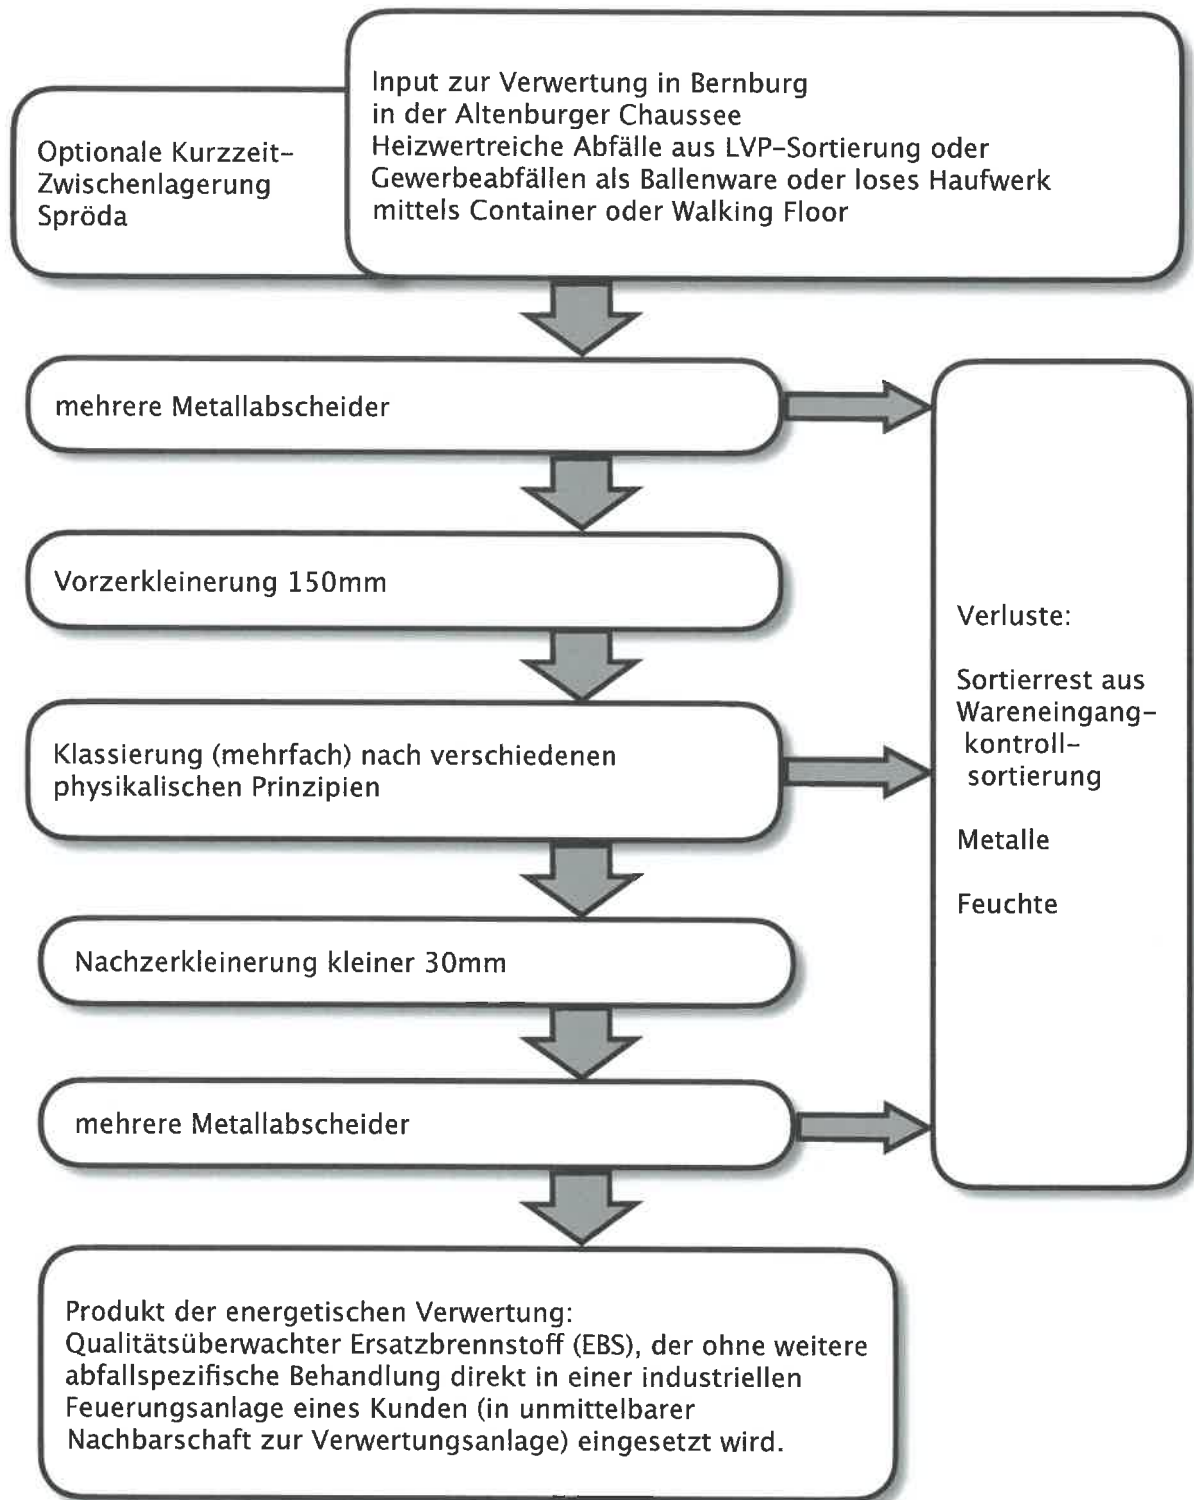 Optionale Kurzzeit-
Zwischenlagerung
Spröda
Input zur Verwertung in Bernburg
in der Altenburger Chaussee
Heizwertreiche Abfälle aus LVP-Sortierung oder
Gewerbeabfällen als Ballenware oder loses Haufwerk
mittels Container oder Walking Floor
mehrere Metallabscheider
Vorzerkleinerung 150mm
Klassierung (mehrfach) nach verschiedenen
physikalischen Prinzipien
Nachzerkleinerung kleiner 30mm
mehrere Metallabscheider
Verluste:
Sortierrest aus
Wareneingang-
kontroll-
sortierung
Metalle
Feuchte
Produkt der energetischen Verwertung:
Qualitätsüberwachter Ersatzbrennstoff (EBS), der ohne weitere
abfallspezifische Behandlung direkt in einer industriellen
Feuerungsanlage eines Kunden (in unmittelbarer
Nachbarschaft zur Verwertungsanlage) eingesetzt wird.